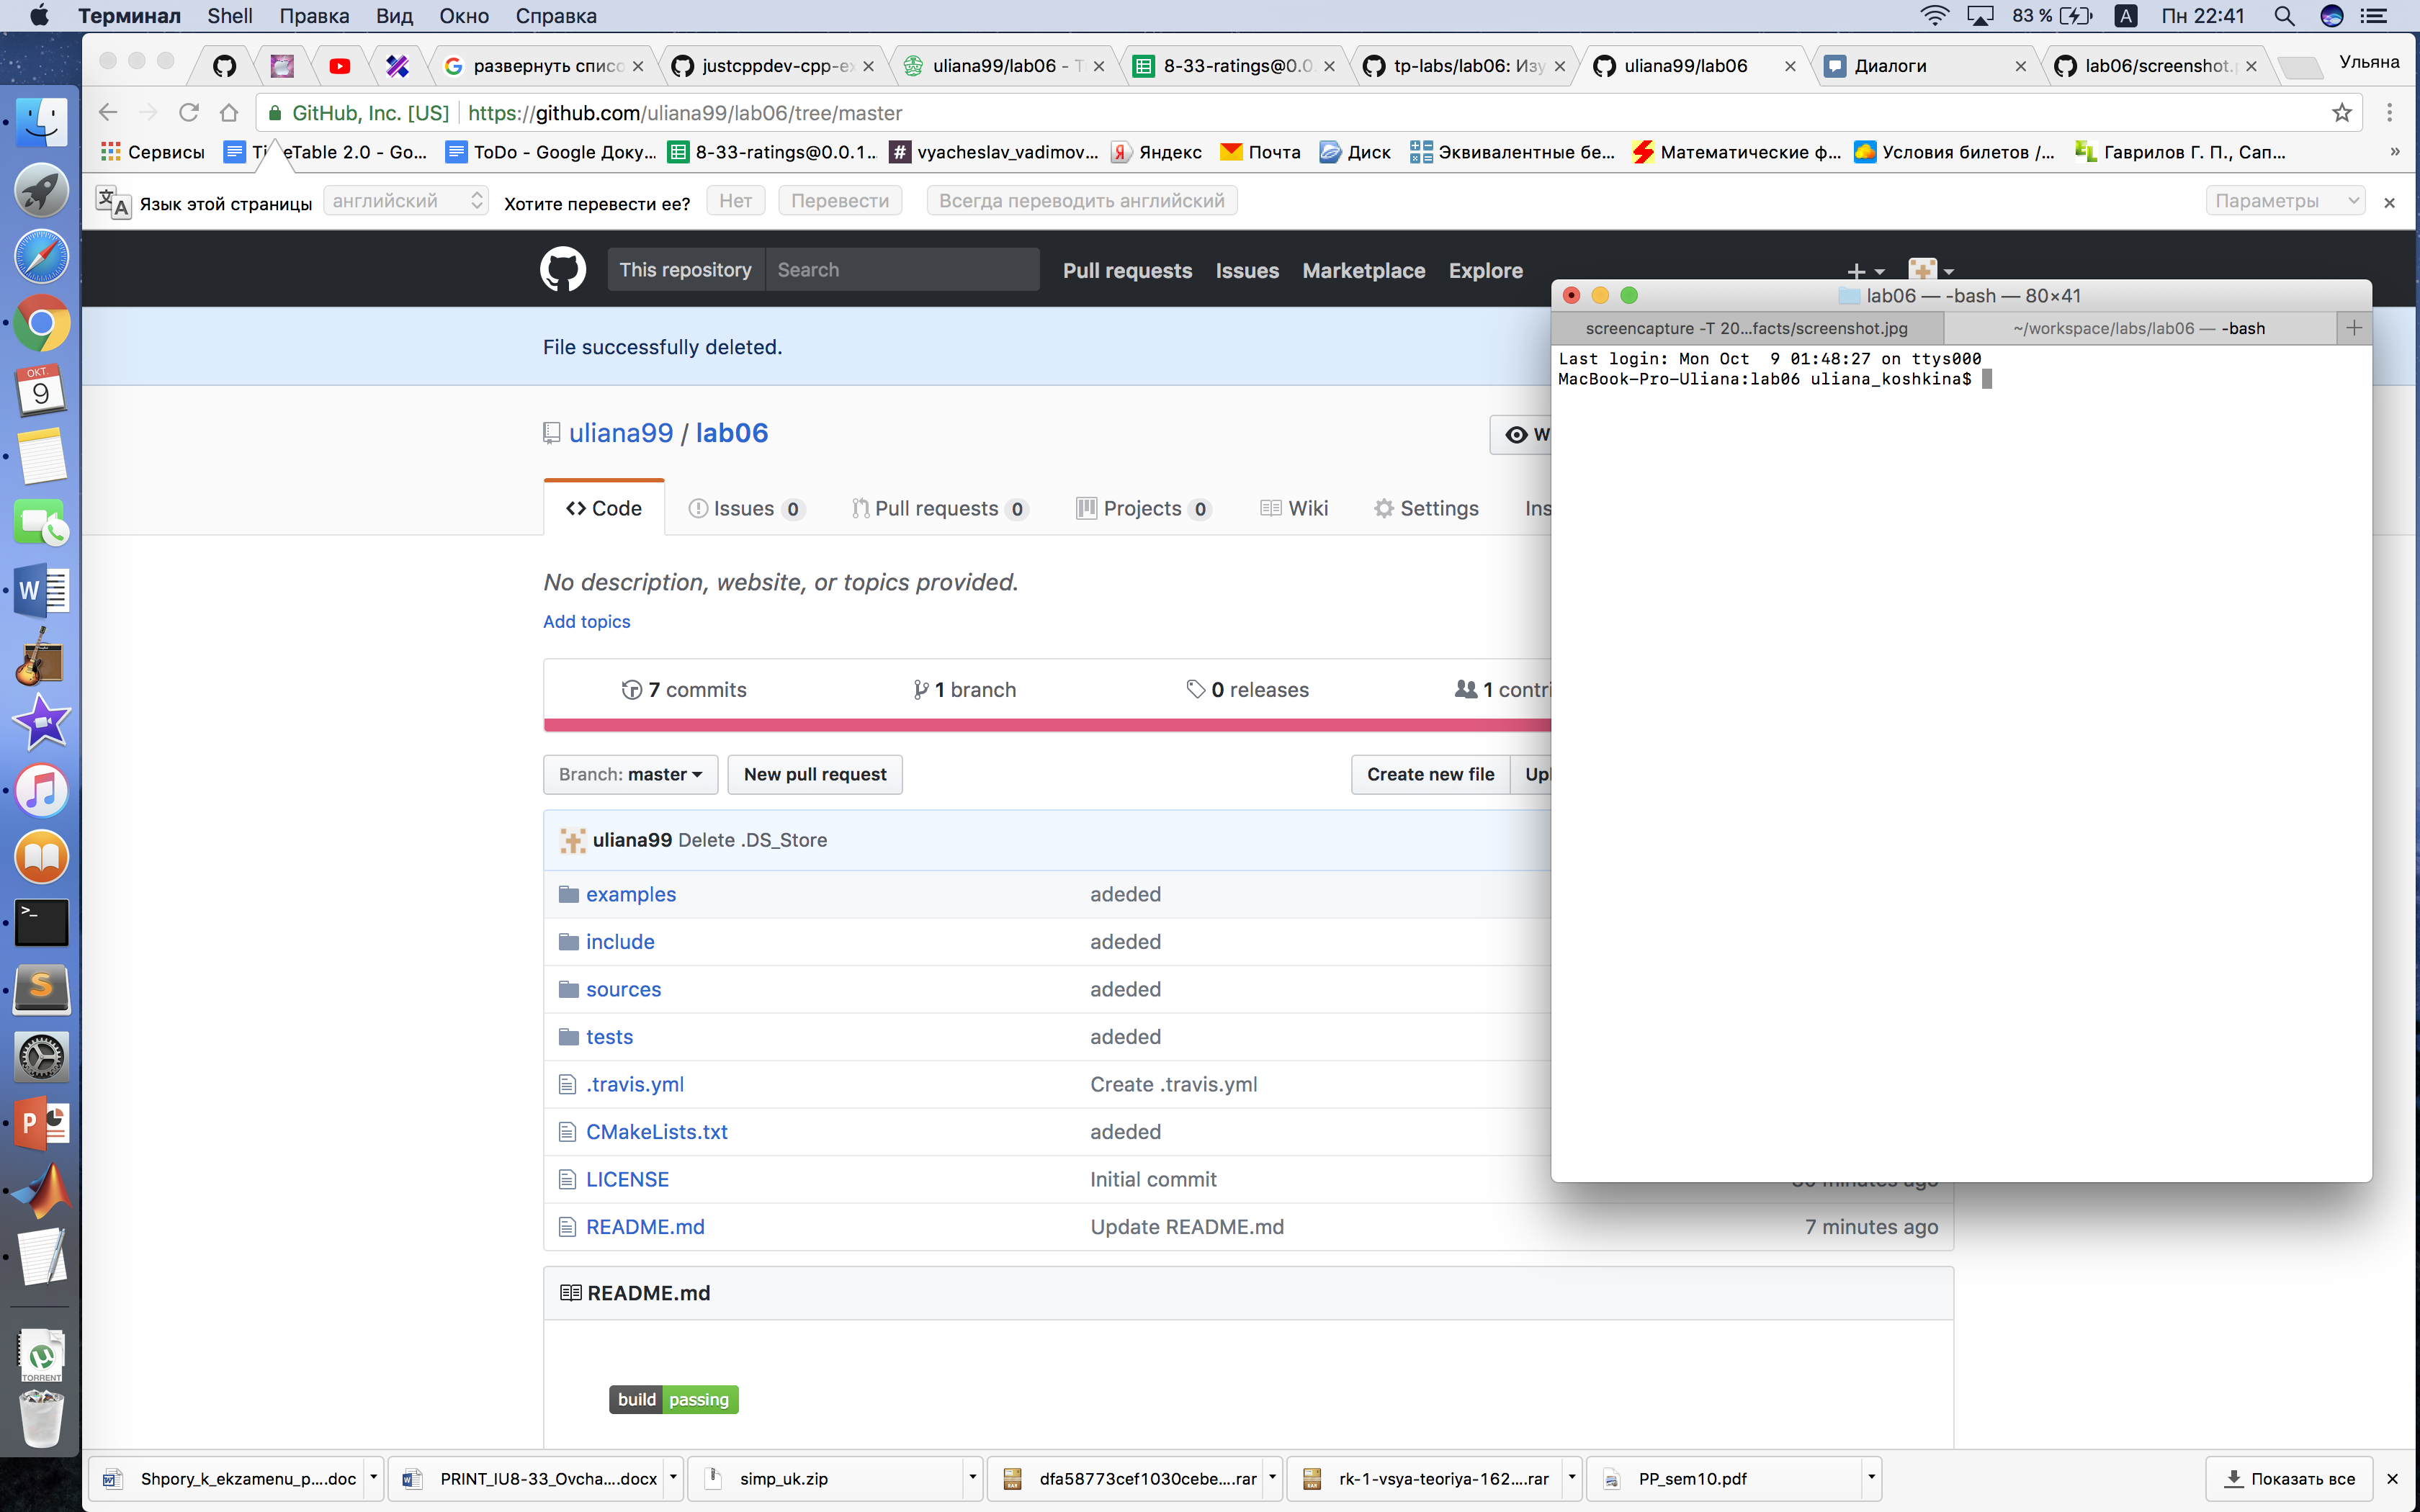 Терминал Shell Правка Вид Окно Справка 83 % A Пн 22:41
развернуть списо justcppdev-cpp-ex uliana99/lab06 - T 8-33-ratings@0.0. tp-labs/lab06: Изу uliana99/lab06 Диалоги lab06/screenshot. Ульяна
GitHub, Inc. [US] https://github.com/uliana99/lab06/tree/master
Сервисы eTable 2.0 - Go... ToDo - Google Доку... 8-33-ratings@0.0.1... vyacheslav_vadimov... Яндекс Почта Диск Эквивалентные бе... Математические ф... Условия билетов /... Гаврилов Г. П., Сап... »
Язык этой страницы английский Хотите перевести ее? Нет Перевести Всегда переводить английский Параметры
This repository Search Pull requests Issues Marketplace Explore
lab06 — -bash — 80×41
screencapture -T 20...facts/screenshot.jpg ~/workspace/labs/lab06 — -bash
Last login: Mon Oct  9 01:48:27 on ttys000
MacBook-Pro-Uliana:lab06 uliana_koshkina$
File successfully deleted.
uliana99 / lab06
W
Code Issues 0 Pull requests 0 Projects 0 Wiki Settings Ins
No description, website, or topics provided.
Add topics
7 commits 1 branch 0 releases 1 contri
Branch: master New pull request Create new file Upl
uliana99 Delete .DS_Store
examples adeded
include adeded
sources adeded
tests adeded
.travis.yml Create .travis.yml
CMakeLists.txt adeded
LICENSE Initial commit minutes ago
README.md Update README.md 7 minutes ago
README.md
build passing
ОКТ.
9
TORRENT
Shpory_k_ekzamenu_p....doc PRINT_IU8-33_Ovcha....docx simp_uk.zip dfa58773cef1030cebe....rar rk-1-vsya-teoriya-162....rar PP_sem10.pdf Показать все